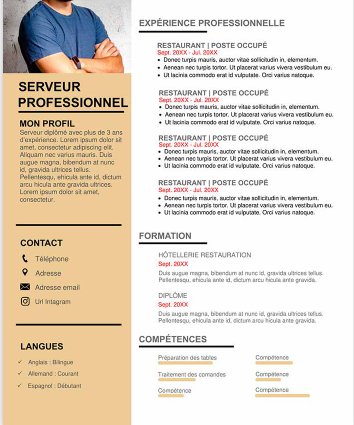 SERVEUR
PROFESSIONNEL
MON PROFIL
Serveur diplômé avec plus de 3 ans
d'expérience. Lorem ipsum dolor sit
amet, consectetur adipiscing elit.
Aliquam nec varius mauris. Duis
augue magna, bibendum at nunc
id, gravida vehicula tellus.
Pellentesqu, ehicula ante id, dictum
arcu hicula ante gravida ultricies.
Lorem ipsum dolor sit amet,
consectetur.
CONTACT
Téléphone
Adresse
Adresse email
Url Intagram
LANGUES
Anglais : Bilingue
Allemand : Courant
Espagnol : Débutant
EXPÉRIENCE PROFESSIONNELLE
RESTAURANT | POSTE OCCUPÉ
Sept. 20XX - Jul. 20XX
• Donec turpis mauris, auctor vitae sollicitudin in, elementum.
• Aenean nec turpis tortor. Ut placerat varius viverra vestibulum eu.
• Ut lacinia commodo erat id vulputate. Orci varius natoque.
RESTAURANT | POSTE OCCUPÉ
Sept. 20XX - Jul. 20XX
• Donec turpis mauris, auctor vitae sollicitudin in, elementum.
• Aenean nec turpis tortor. Ut placerat varius viverra vestibulum eu.
• Ut lacinia commodo erat id vulputate. Orci varius natoque.
RESTAURANT | POSTE OCCUPÉ
Sept. 20XX - Jul. 20XX
• Donec turpis mauris, auctor vitae sollicitudin in, elementum.
• Aenean nec turpis tortor. Ut placerat varius viverra vestibulum eu.
• Ut lacinia commodo erat id vulputate. Orci varius natoque.
RESTAURANT | POSTE OCCUPÉ
Sept. 20XX - Jul. 20XX
• Donec turpis mauris, auctor vitae sollicitudin in, elementum.
• Aenean nec turpis tortor. Ut placerat varius viverra vestibulum eu.
• Ut lacinia commodo erat id vulputate. Orci varius natoque.
FORMATION
HÔTELLERIE RESTAURATION
Sept. 20XX
Duis augue magna, bibendum at nunc id, gravida ultrices tellus.
Pellentesqu, ehicula ante id, dictum arcu hicula ante gravida ultricies.
DIPLÔME
Sept. 20XX
Duis augue magna, bibendum at nunc id, gravida ultrices tellus.
Pellentesqu, ehicula ante id, dictum arcu hicula ante gravida ultricies.
COMPÉTENCES
Préparation des tables
Compétence
Traitement des comandes
Compétence
Compétence
Compétence